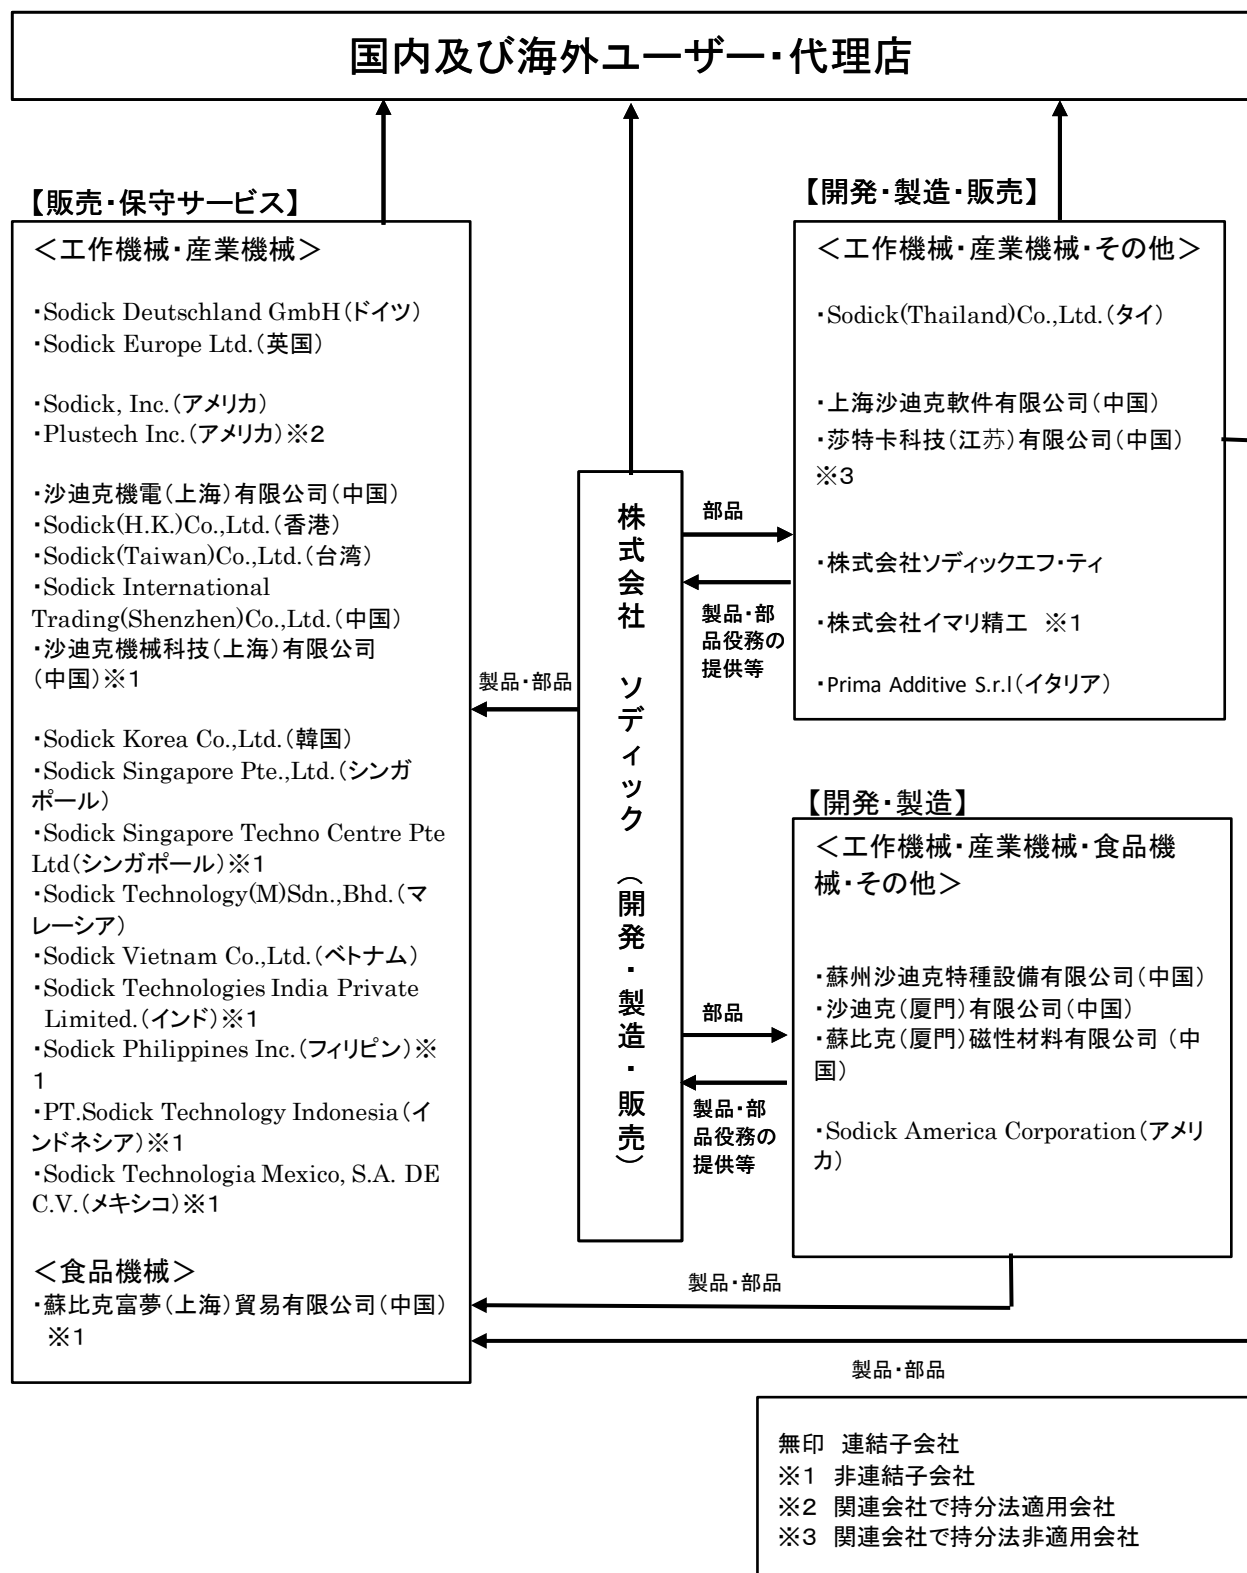 国内及び海外ユーザー・代理店
【販売・保守サービス】
＜工作機械・産業機械＞
・Sodick Deutschland GmbH（ドイツ）
・Sodick Europe Ltd.（英国）
・Sodick, Inc.（アメリカ）
・Plustech Inc.（アメリカ）※2
・沙迪克機電（上海）有限公司（中国）
・Sodick(H.K.)Co.,Ltd.（香港）
・Sodick(Taiwan)Co.,Ltd.（台湾）
・Sodick International
Trading(Shenzhen)Co.,Ltd.（中国）
・沙迪克機械科技（上海）有限公司
（中国）※1
・Sodick Korea Co.,Ltd.（韓国）
・Sodick Singapore Pte.,Ltd.（シンガ
ポール）
・Sodick Singapore Techno Centre Pte
Ltd（シンガポール）※1
・Sodick Technology(M)Sdn.,Bhd.（マ
レーシア）
・Sodick Vietnam Co.,Ltd.（ベトナム）
・Sodick Technologies India Private
Limited.（インド）※1
・Sodick Philippines Inc.（フィリピン）※
1
・PT.Sodick Technology Indonesia（イ
ンドネシア）※1
・Sodick Technologia Mexico, S.A. DE
C.V.（メキシコ）※1
＜食品機械＞
・蘇比克富夢（上海）貿易有限公司（中国）
※1
製品・部品
株式会社 ソディック （開発・製造・販売）
部品
製品・部
品役務の
提供等
部品
製品・部
品役務の
提供等
【開発・製造・販売】
＜工作機械・産業機械・その他＞
・Sodick(Thailand)Co.,Ltd.（タイ）
・上海沙迪克軟件有限公司（中国）
・莎特卡科技（江苏）有限公司（中国）
※3
・株式会社ソディックエフ・ティ
・株式会社イマリ精工 ※1
・Prima Additive S.r.l（イタリア）
【開発・製造】
＜工作機械・産業機械・食品機
械・その他＞
・蘇州沙迪克特種設備有限公司（中国）
・沙迪克（厦門）有限公司（中国）
・蘇比克（厦門）磁性材料有限公司（中
国）
・Sodick America Corporation（アメリ
カ）
製品・部品
製品・部品
無印 連結子会社
※1 非連結子会社
※2 関連会社で持分法適用会社
※3 関連会社で持分法非適用会社